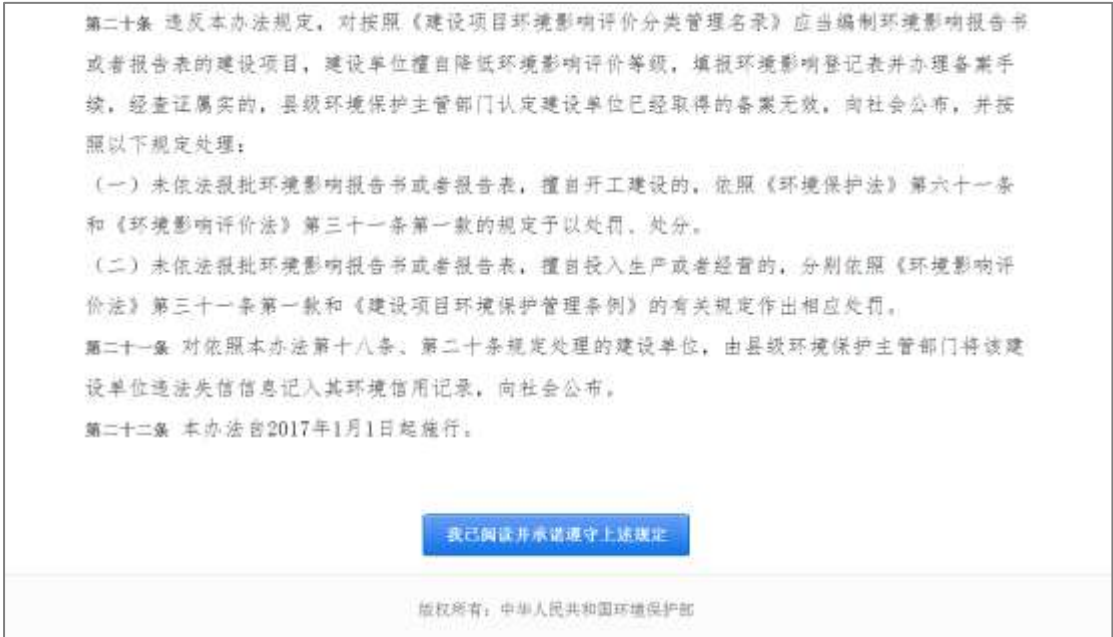 第二十条 违反本办法规定，对按照《建设项目环境影响评价分类管理名录》应当编制环境影响报告书
或者报告表的建设项目，建设单位擅自降低环境影响评价等级，填报环境影响登记表并办理备案手
续，经查证属实的，县级环境保护主管部门认定建设单位已经取得的备案无效，向社会公布，并按
照以下规定处理：
（一）未依法报批环境影响报告书或者报告表，擅自开工建设的，依照《环境保护法》第六十一条
和《环境影响评价法》第三十一条第一款的规定予以处罚、处分。
（二）未依法报批环境影响报告书或者报告表，擅自投入生产或者经营的，分别依照《环境影响评
价法》第三十一条第一款和《建设项目环境保护管理条例》的有关规定作出相应处罚。
第二十一条 对依照本办法第十八条、第二十条规定处理的建设单位，由县级环境保护主管部门将该建
设单位违法失信信息记入其环境信用记录，向社会公布。
第二十二条 本办法自2017年1月1日起施行。
我已阅读并承诺遵守上述规定
版权所有：中华人民共和国环境保护部